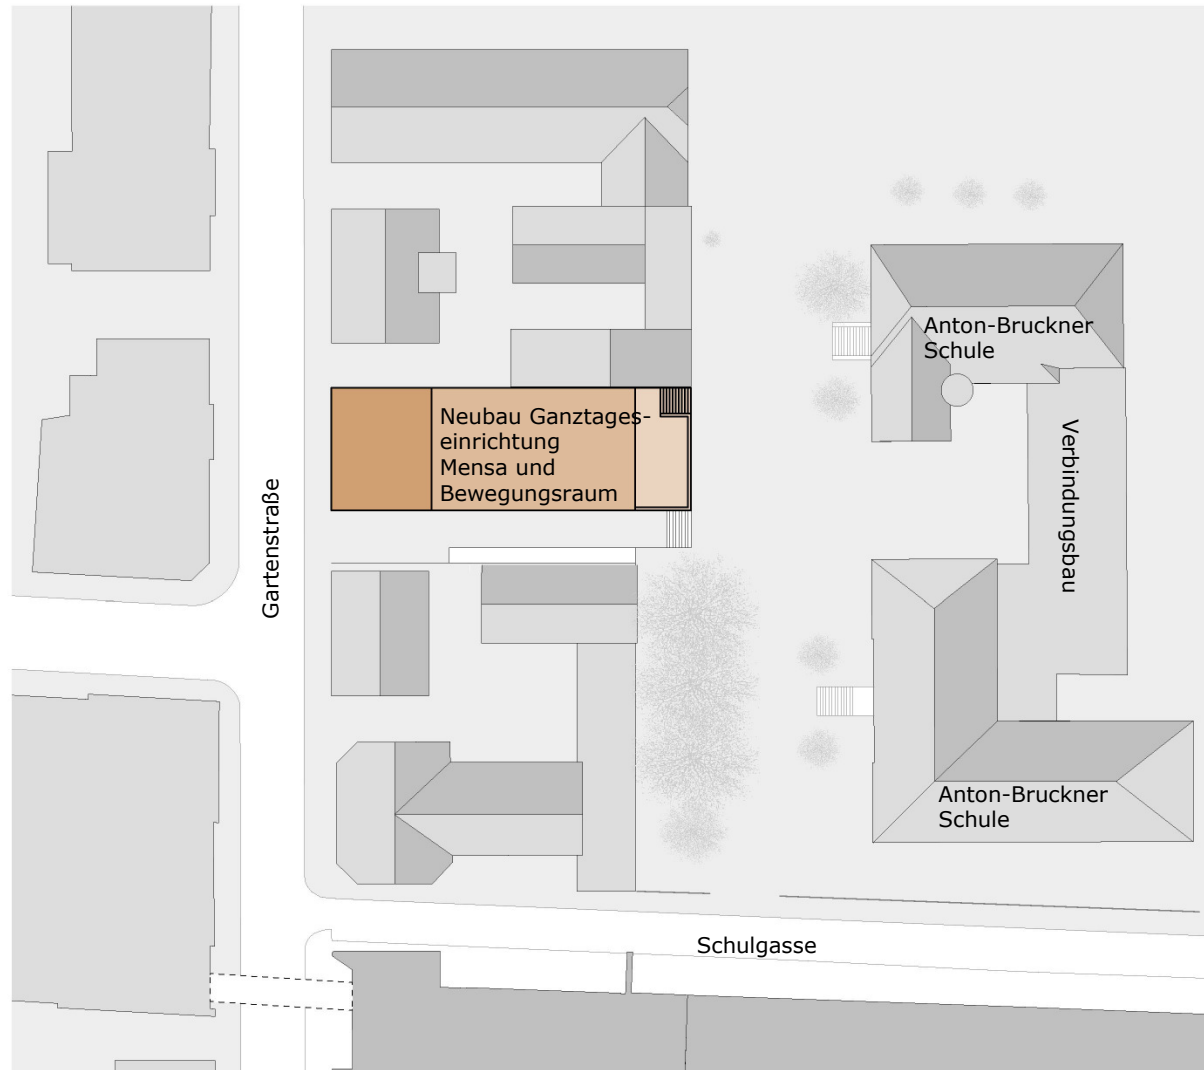 Anton-Bruckner
Schule
Neubau Ganztages-
einrichtung
Mensa und
Bewegungsraum
Verbindungsbau
Gartenstraße
Anton-Bruckner
Schule
Schulgasse